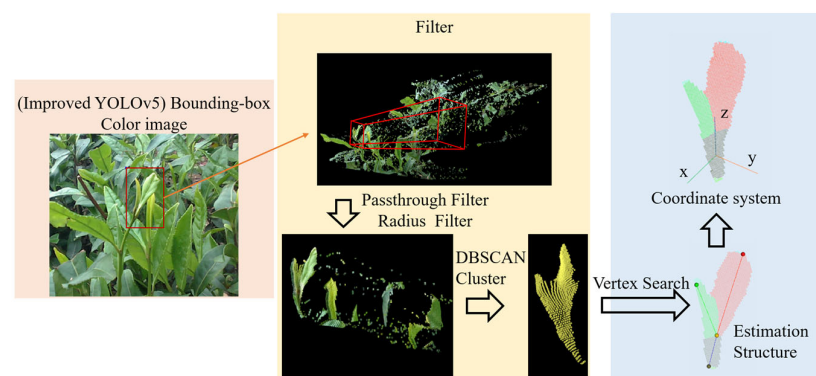 (Improved YOLOv5) Bounding-box
Color image
Filter
Passthrough Filter
Radius Filter
DBSCAN
Cluster
Vertex Search
Estimation
Structure
Coordinate system
z
x
y